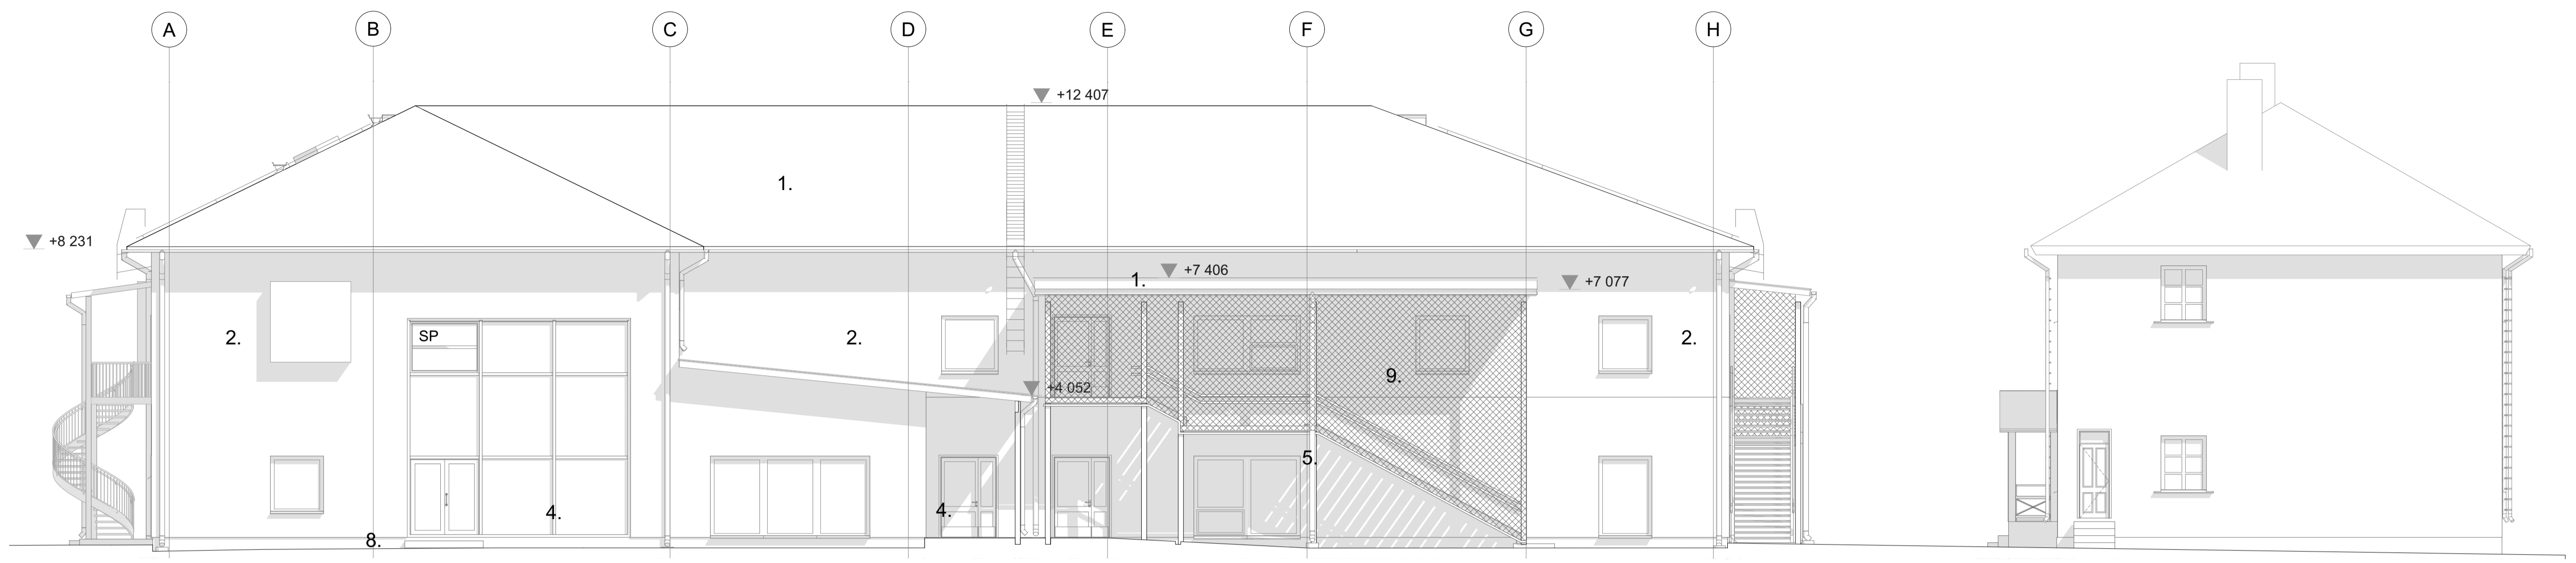 A B C D E F G H
+12 407
1.
+8 231
1. +7 406
+7 077
SP
2. 2. 2.
9.
+4 052
5.
4. 4.
8.